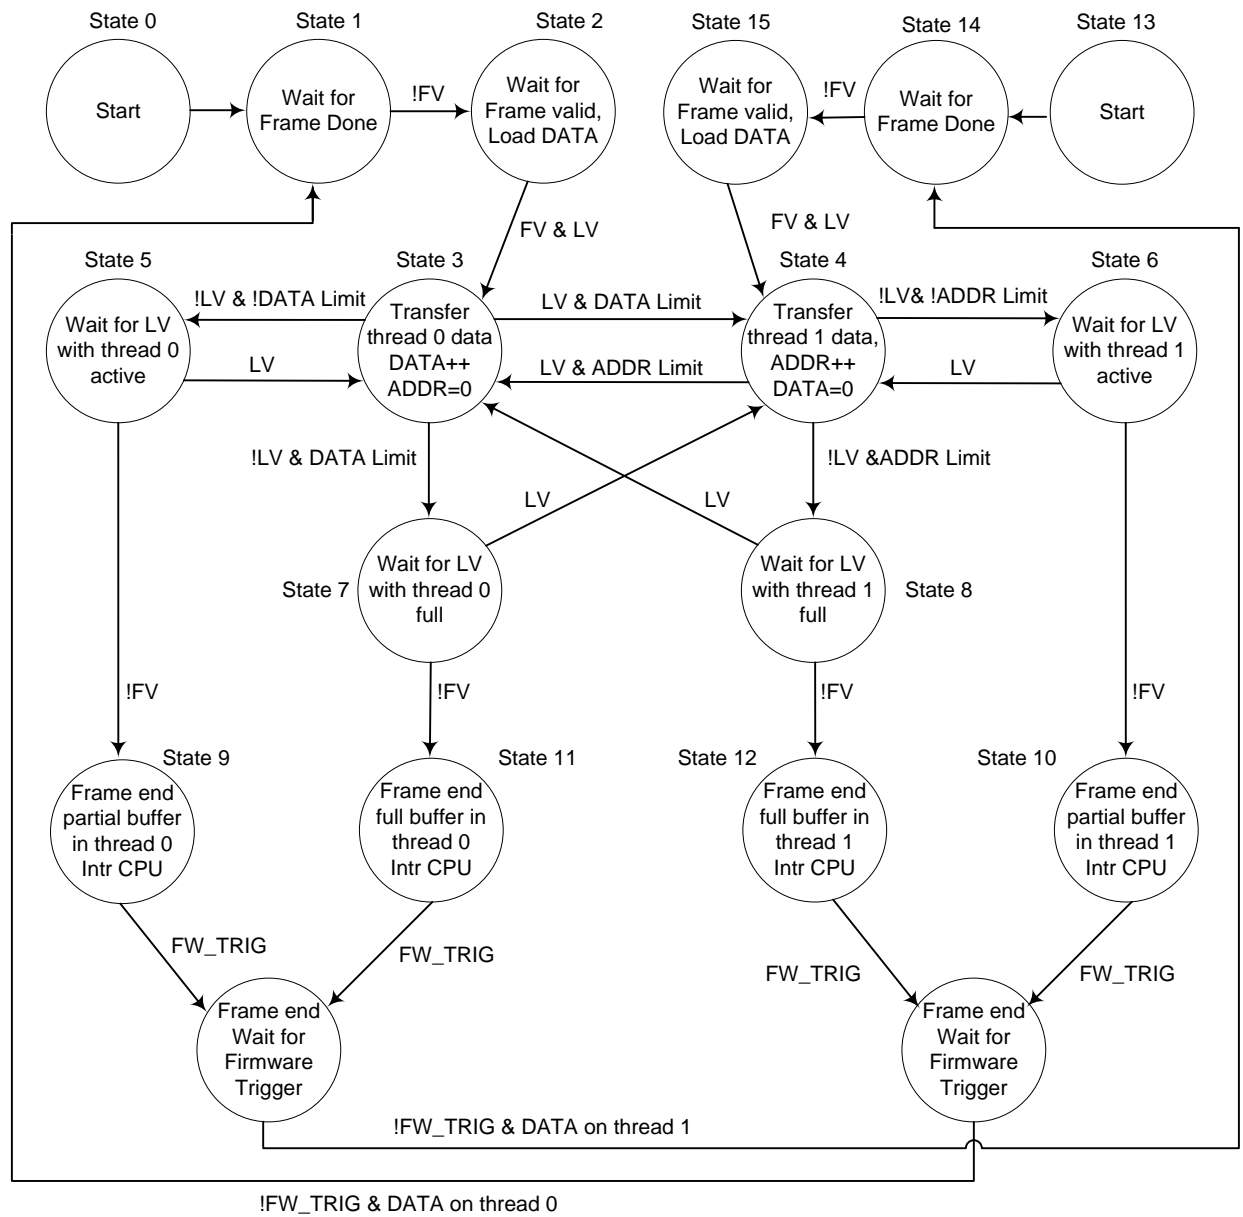 State 0
State 1
State 2
State 15
State 14
State 13
Start
Wait for
Frame Done
!FV
Wait for
Frame valid,
Load DATA
Wait for
Frame valid,
Load DATA
!FV
Wait for
Frame Done
Start
FV & LV
FV & LV
State 5
State 3
State 4
State 6
Wait for LV
with thread 0
active
!LV & !DATA Limit
LV
Transfer
thread 0 data
DATA++
ADDR=0
LV & DATA Limit
LV & ADDR Limit
Transfer
thread 1 data,
ADDR++
DATA=0
!LV& !ADDR Limit
LV
Wait for LV
with thread 1
active
!LV & DATA Limit
!LV &ADDR Limit
LV
LV
State 7
Wait for LV
with thread 0
full
Wait for LV
with thread 1
full
State 8
!FV
!FV
!FV
!FV
State 9
State 11
State 12
State 10
Frame end
partial buffer
in thread 0
Intr CPU
Frame end
full buffer in
thread 0
Intr CPU
Frame end
full buffer in
thread 1
Intr CPU
Frame end
partial buffer
in thread 1
Intr CPU
FW_TRIG
FW_TRIG
FW_TRIG
FW_TRIG
Frame end
Wait for
Firmware
Trigger
Frame end
Wait for
Firmware
Trigger
!FW_TRIG & DATA on thread 1
!FW_TRIG & DATA on thread 0